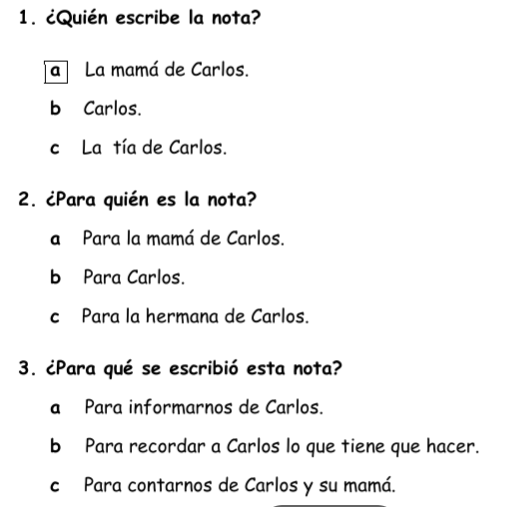 1. ¿Quién escribe la nota?
a La mamá de Carlos.
b Carlos.
c La tía de Carlos.
2. ¿Para quién es la nota?
a Para la mamá de Carlos.
b Para Carlos.
c Para la hermana de Carlos.
3. ¿Para qué se escribió esta nota?
a Para informarnos de Carlos.
b Para recordar a Carlos lo que tiene que hacer.
c Para contarnos de Carlos y su mamá.